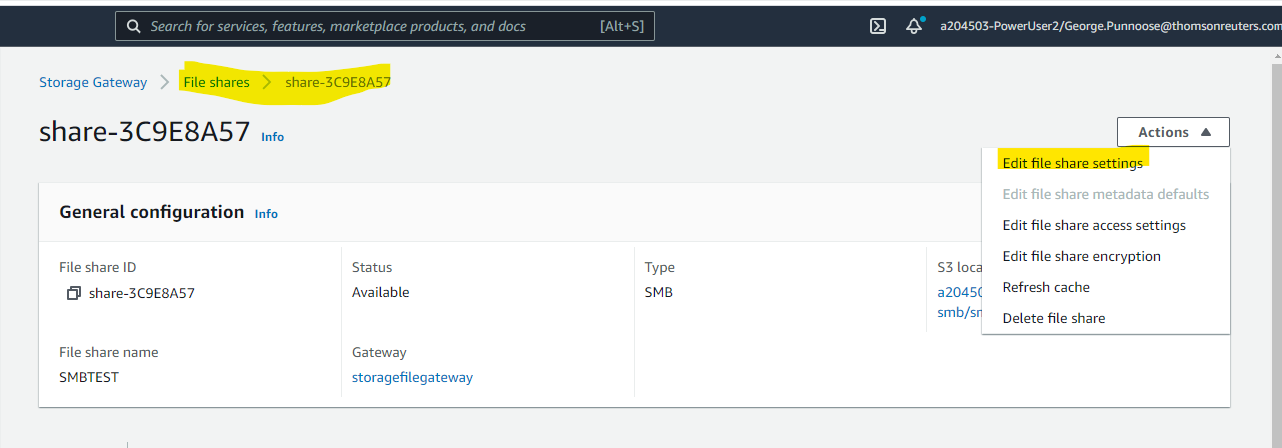 Search for services, features, marketplace products, and docs [Alt+S]
a204503-PowerUser2/George.Punnoose@thomsonreuters.com
Storage Gateway > File shares > share-3C9E8A57
share-3C9E8A57 Info
Actions
Edit file share settings
Edit file share metadata defaults
Edit file share access settings
Edit file share encryption
Refresh cache
Delete file share
General configuration Info
File share ID
share-3C9E8A57
Status
Available
Type
SMB
S3 loca
a20450
smb/sm
File share name
SMBTEST
Gateway
storagefilegateway